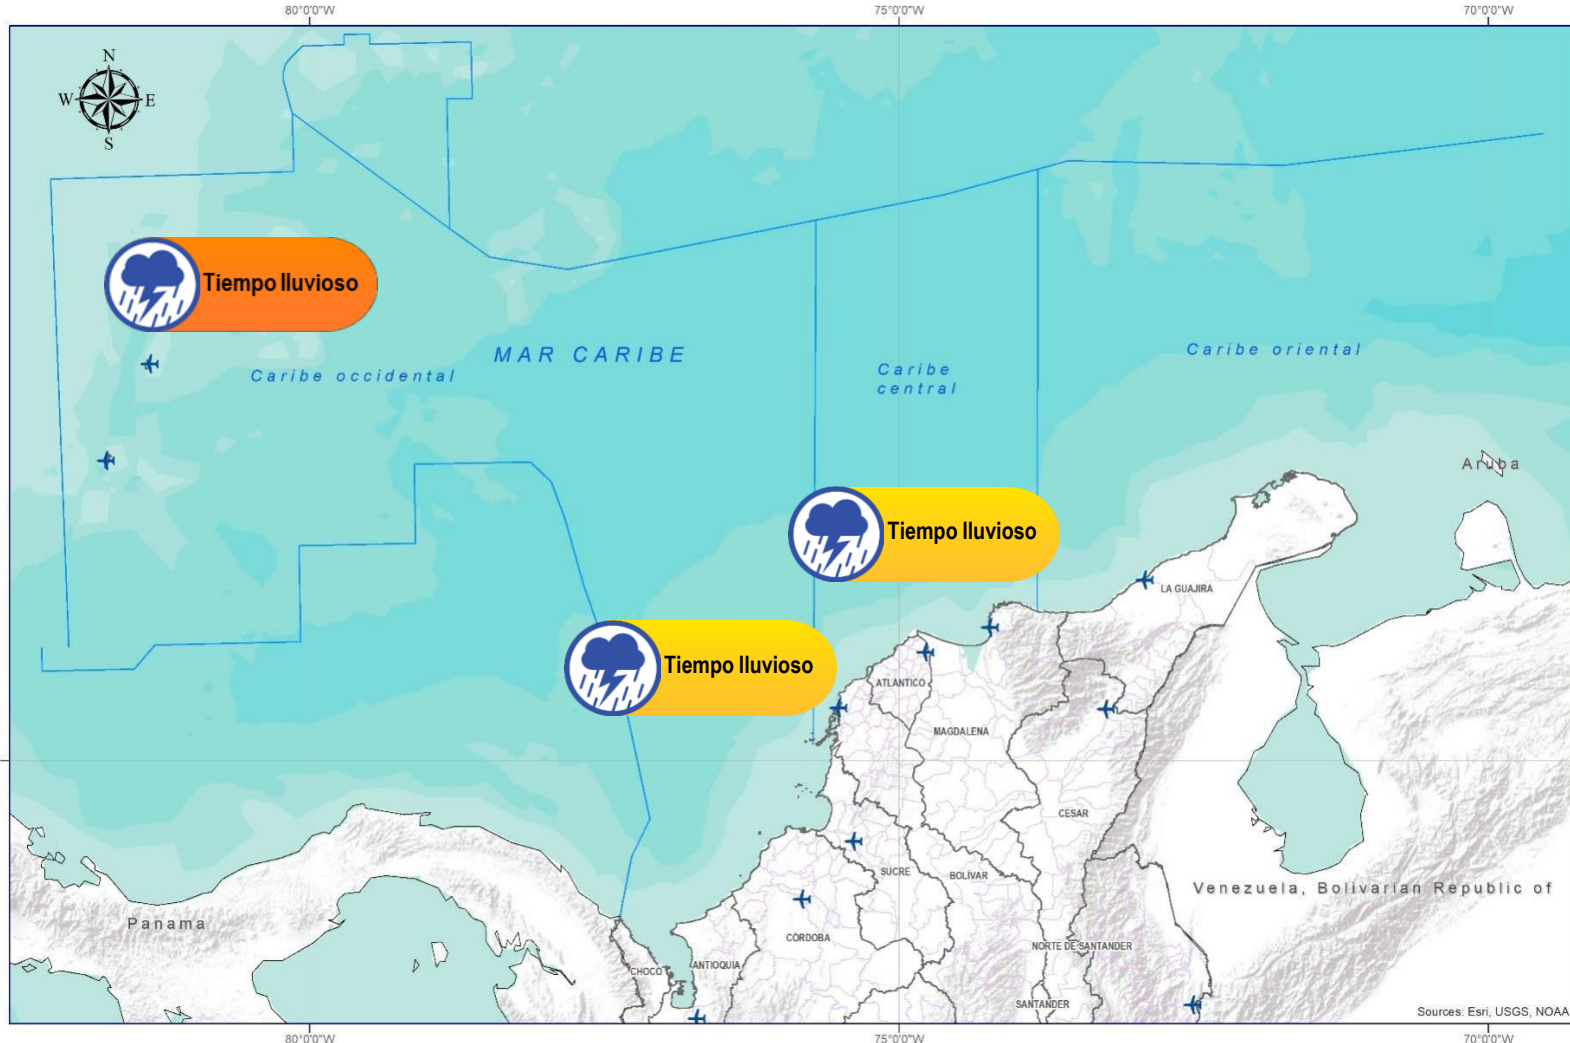 80°0'0"W
75°0'0"W
70°0'0"W
N
W
E
S
Tiempo lluvioso
MAR CARIBE
Caribe occidental
Caribe
central
Caribe oriental
Aruba
Tiempo lluvioso
LA GUAJIRA
Tiempo lluvioso
ATLANTICO
MAGDALENA
CESAR
SUCRE
BOLÍVAR
Venezuela, Bolivarian Republic of
Panama
CÓRDOBA
NORTE DE SANTANDER
CHOCO
ANTIOQUIA
SANTANDER
Sources: Esri, USGS, NOAA
80°0'0"W
75°0'0"W
70°0'0"W